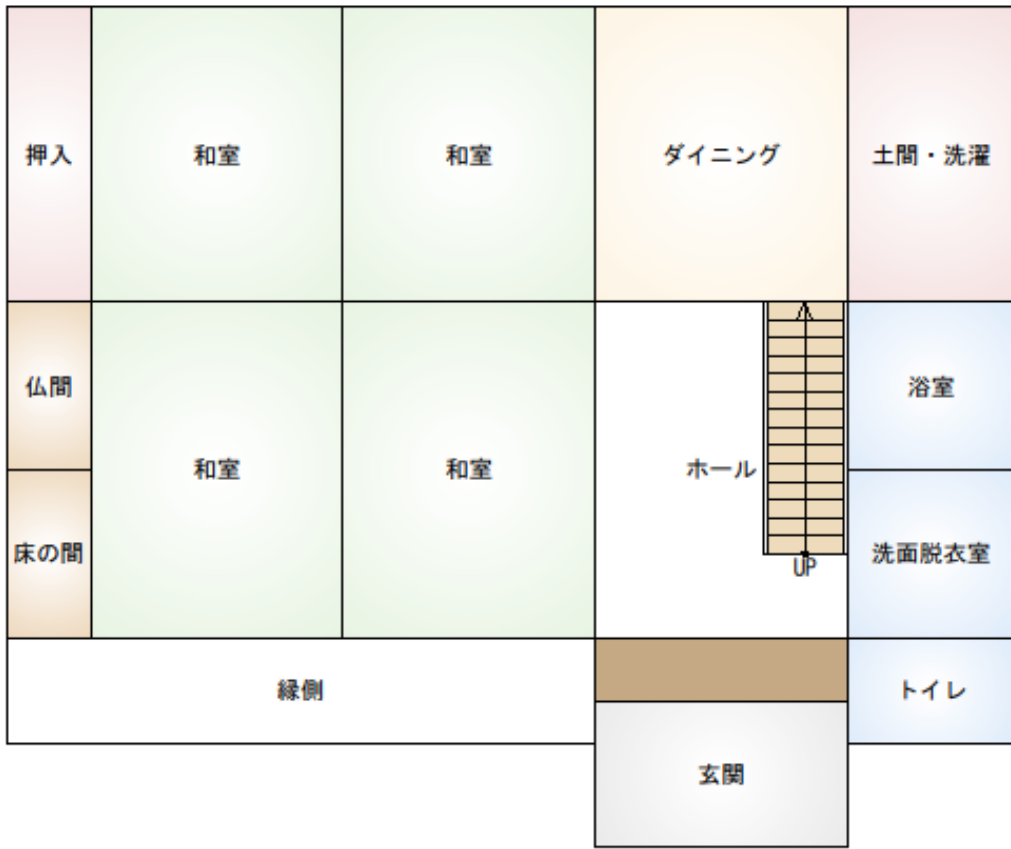 押入
和室
和室
ダイニング
土間・洗濯
仏間
和室
和室
ホール
浴室
床の間
UP
洗面脱衣室
縁側
トイレ
玄関